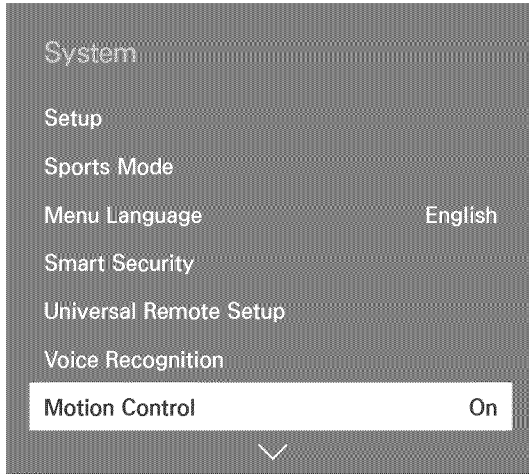 System
Setup
Sports Mode
Menu Language English
Smart Security
Universal Remote Setup
Voice Recognition
Motion Control On